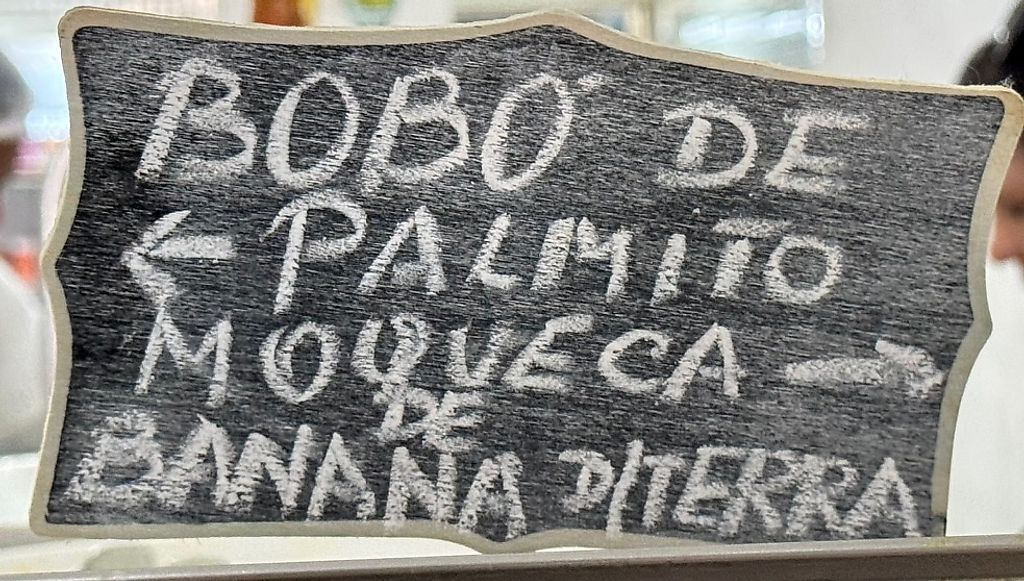 BOBÓ DE
← PALMITO
MOQUECA →
DE
BANANA D/TERRA